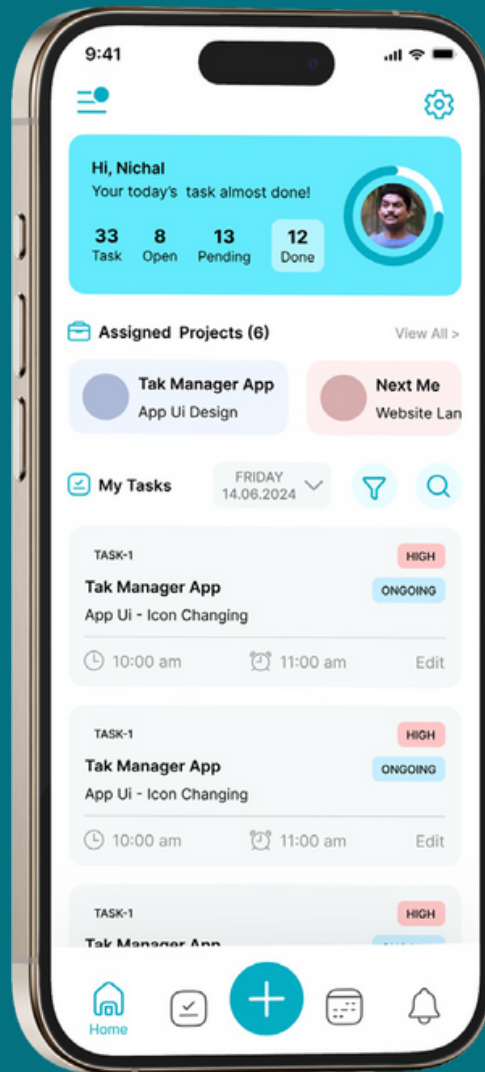 9:41
Hi, Nichal
Your today's task almost done!
33 8 13 12
Task Open Pending Done
Assigned Projects (6) View All >
Tak Manager App
App Ui Design
Next Me
Website Lan
My Tasks
FRIDAY
14.06.2024
TASK-1 HIGH
Tak Manager App ONGOING
App Ui - Icon Changing
10:00 am 11:00 am Edit
TASK-1 HIGH
Tak Manager App ONGOING
App Ui - Icon Changing
10:00 am 11:00 am Edit
TASK-1 HIGH
Tak Manager App
Home